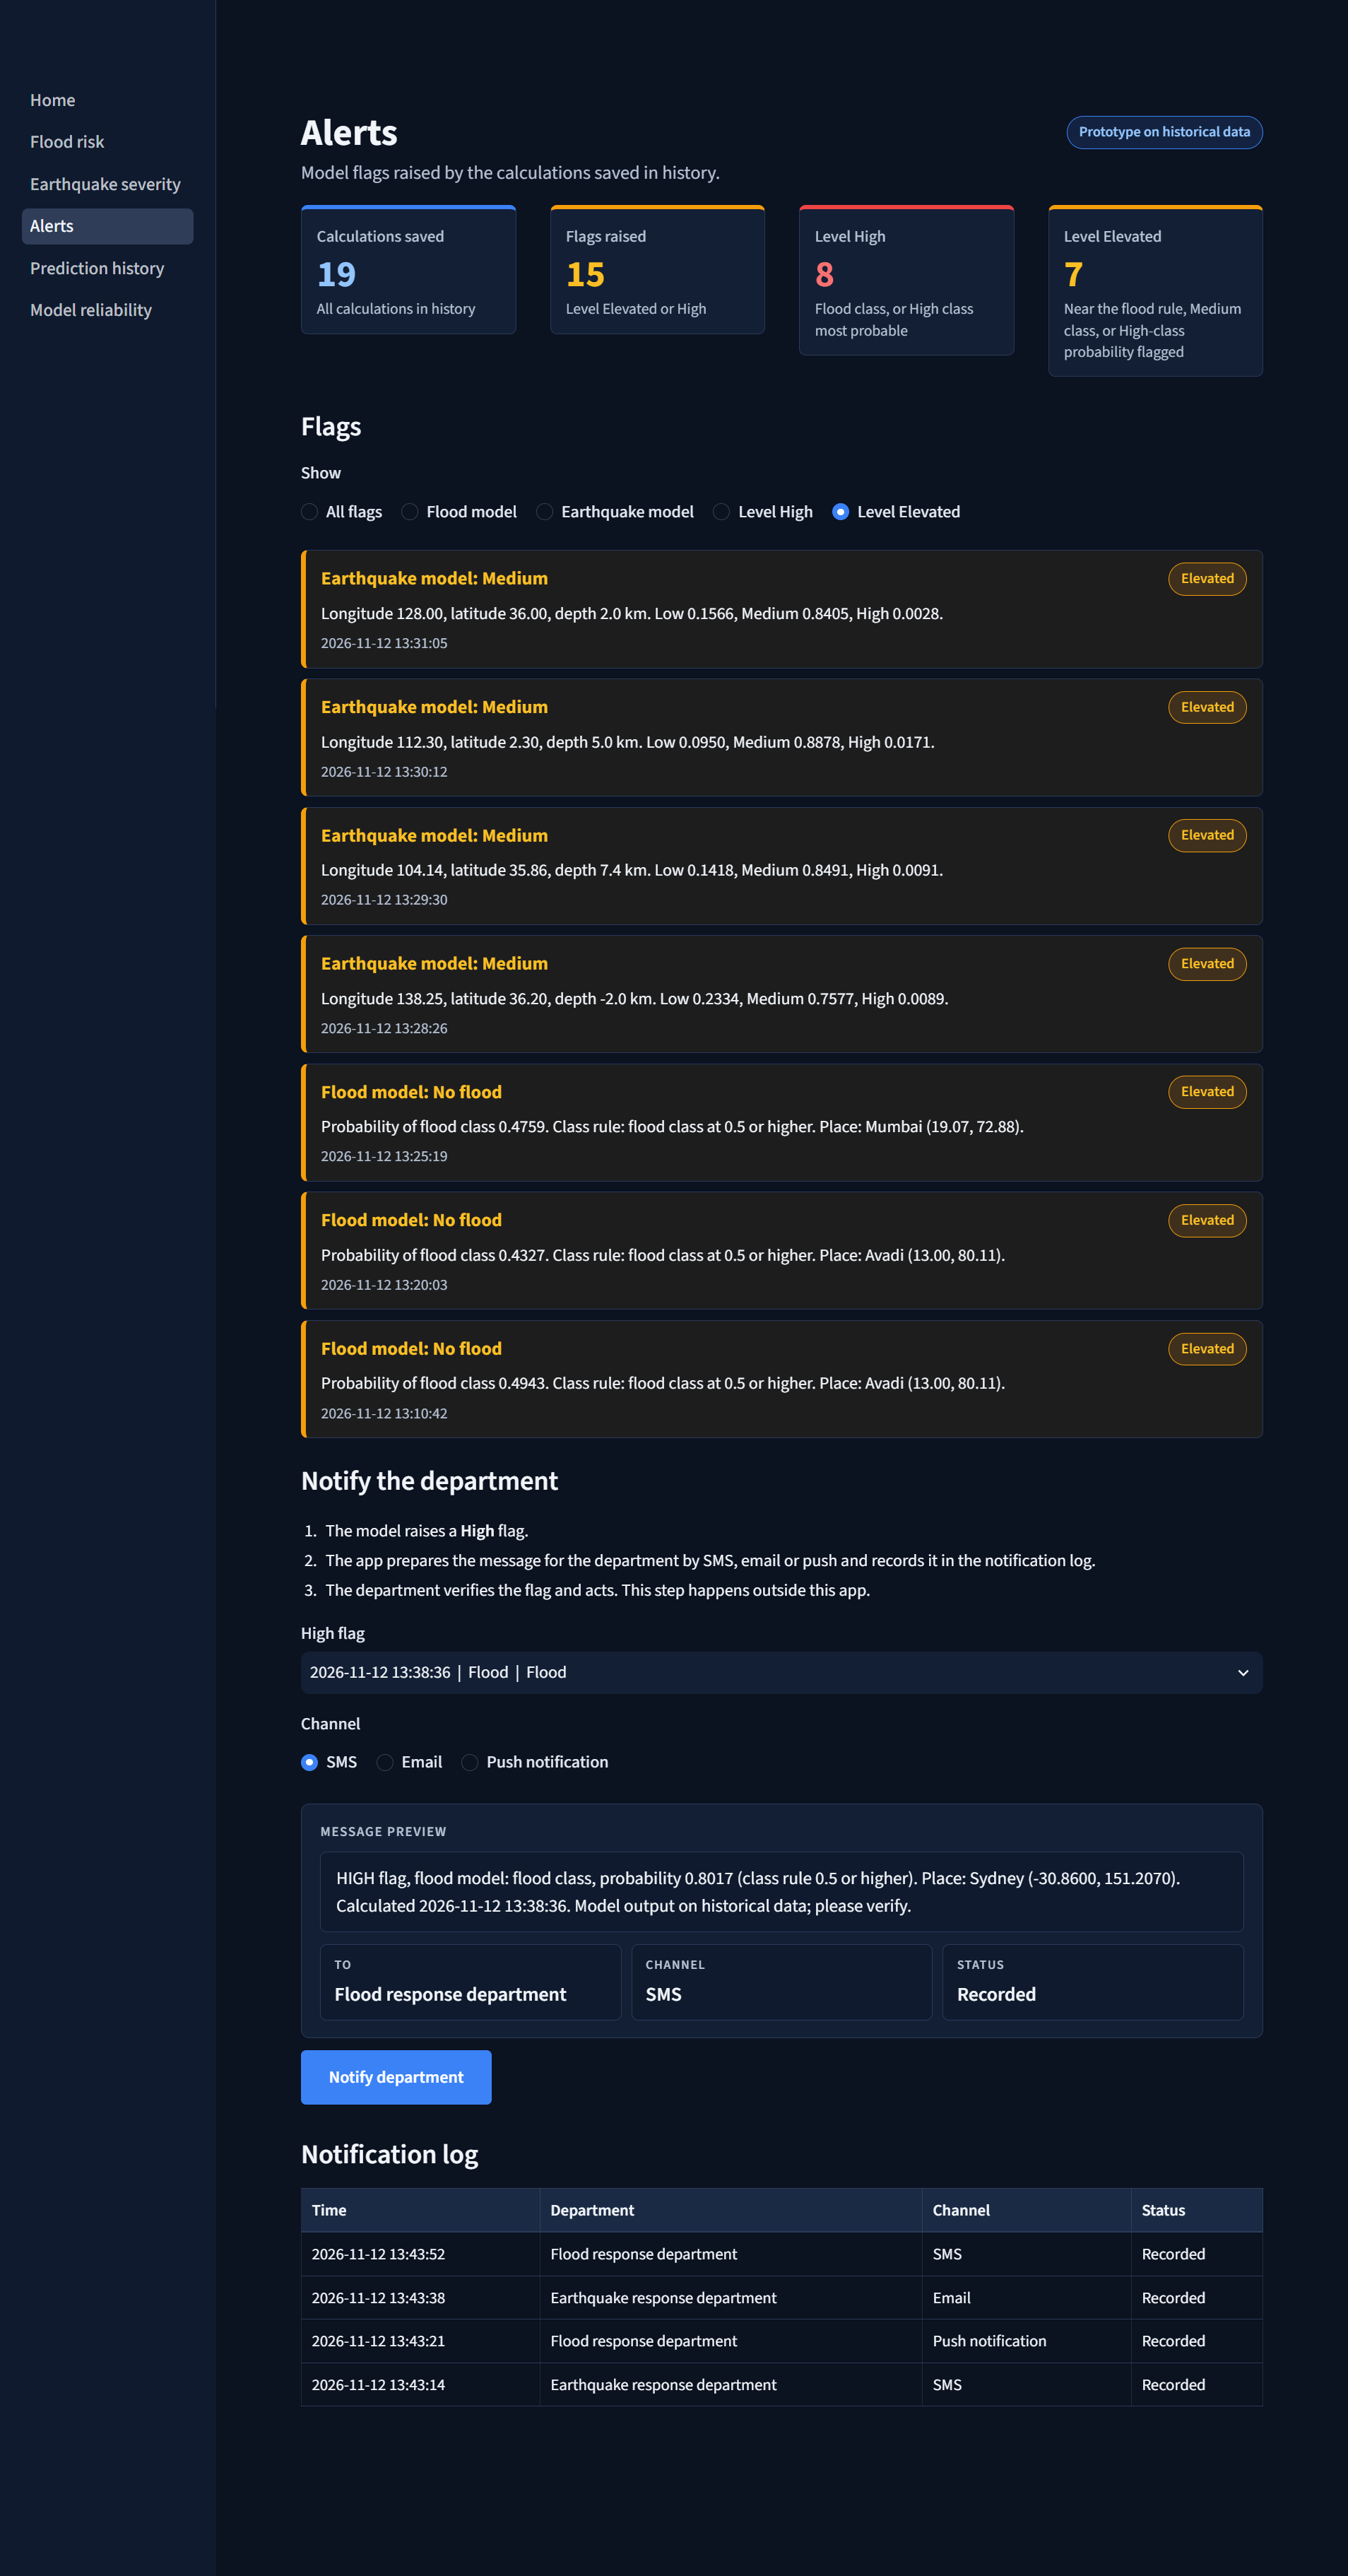 Home
Flood risk
Earthquake severity
Alerts
Prediction history
Model reliability
Alerts
Prototype on historical data
Model flags raised by the calculations saved in history.
Calculations saved
19
All calculations in history
Flags raised
15
Level Elevated or High
Level High
8
Flood class, or High class
most probable
Level Elevated
7
Near the flood rule, Medium
class, or High-class
probability flagged
Flags
Show
All flags
Flood model
Earthquake model
Level High
Level Elevated
Earthquake model: Medium
Elevated
Longitude 128.00, latitude 36.00, depth 2.0 km. Low 0.1566, Medium 0.8405, High 0.0028.
2026-11-12 13:31:05
Earthquake model: Medium
Elevated
Longitude 112.30, latitude 2.30, depth 5.0 km. Low 0.0950, Medium 0.8878, High 0.0171.
2026-11-12 13:30:12
Earthquake model: Medium
Elevated
Longitude 104.14, latitude 35.86, depth 7.4 km. Low 0.1418, Medium 0.8491, High 0.0091.
2026-11-12 13:29:30
Earthquake model: Medium
Elevated
Longitude 138.25, latitude 36.20, depth -2.0 km. Low 0.2334, Medium 0.7577, High 0.0089.
2026-11-12 13:28:26
Flood model: No flood
Elevated
Probability of flood class 0.4759. Class rule: flood class at 0.5 or higher. Place: Mumbai (19.07, 72.88).
2026-11-12 13:25:19
Flood model: No flood
Elevated
Probability of flood class 0.4327. Class rule: flood class at 0.5 or higher. Place: Avadi (13.00, 80.11).
2026-11-12 13:20:03
Flood model: No flood
Elevated
Probability of flood class 0.4943. Class rule: flood class at 0.5 or higher. Place: Avadi (13.00, 80.11).
2026-11-12 13:10:42
Notify the department
1. The model raises a High flag.
2. The app prepares the message for the department by SMS, email or push and records it in the notification log.
3. The department verifies the flag and acts. This step happens outside this app.
High flag
2026-11-12 13:38:36 | Flood | Flood
Channel
SMS
Email
Push notification
MESSAGE PREVIEW
HIGH flag, flood model: flood class, probability 0.8017 (class rule 0.5 or higher). Place: Sydney (-30.8600, 151.2070).
Calculated 2026-11-12 13:38:36. Model output on historical data; please verify.
TO
Flood response department
CHANNEL
SMS
STATUS
Recorded
Notify department
Notification log
Time Department Channel Status
2026-11-12 13:43:52 Flood response department SMS Recorded
2026-11-12 13:43:38 Earthquake response department Email Recorded
2026-11-12 13:43:21 Flood response department Push notification Recorded
2026-11-12 13:43:14 Earthquake response department SMS Recorded